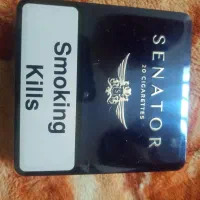 Smoking
Kills
SENATOR
20 CIGARETTES